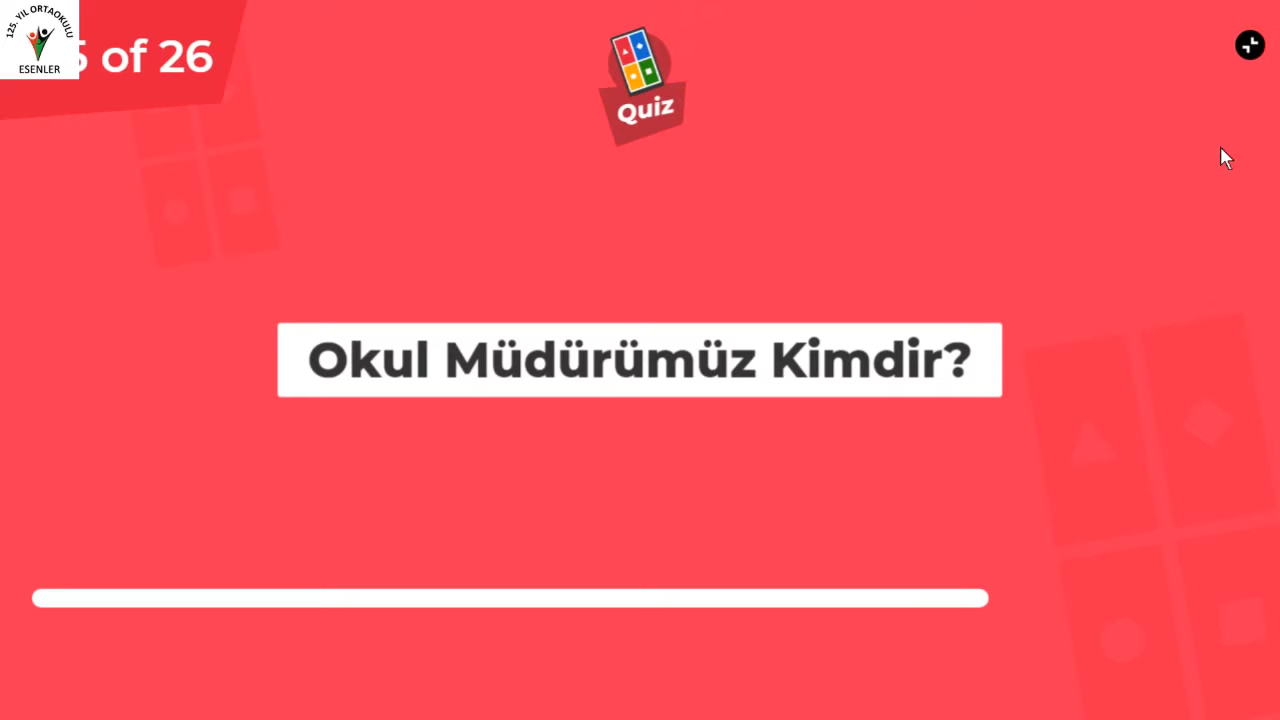 125. YIL ORTAOKULU
ESENLER
of 26
Quiz
Okul Müdürümüz Kimdir?